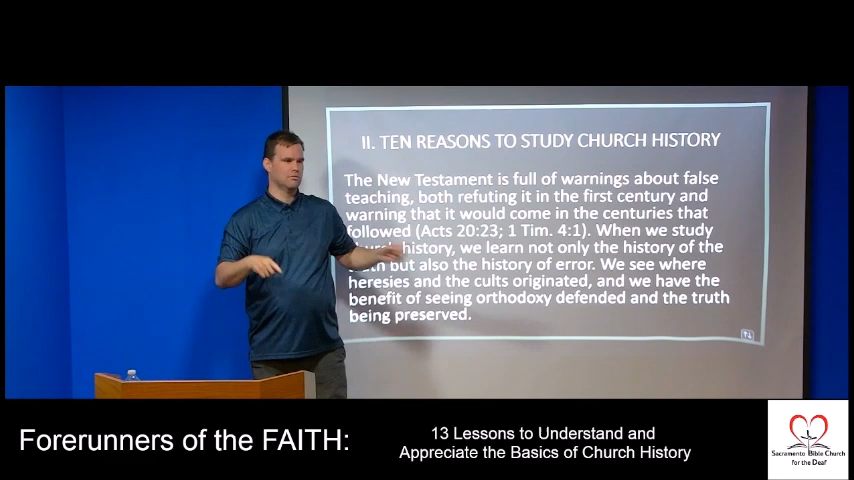 II. TEN REASONS TO STUDY CHURCH HISTORY
The New Testament is full of warnings about false
teaching, both refuting it in the first century and
warning that it would come in the centuries that
followed (Acts 20:23; 1 Tim. 4:1). When we study
history, we learn not only the history of the
but also the history of error. We see where
heresies and the cults originated, and we have the
benefit of seeing orthodoxy defended and the truth
being preserved.
Forerunners of the FAITH:
13 Lessons to Understand and
Appreciate the Basics of Church History
Sacramento Bible Church
for the Deaf